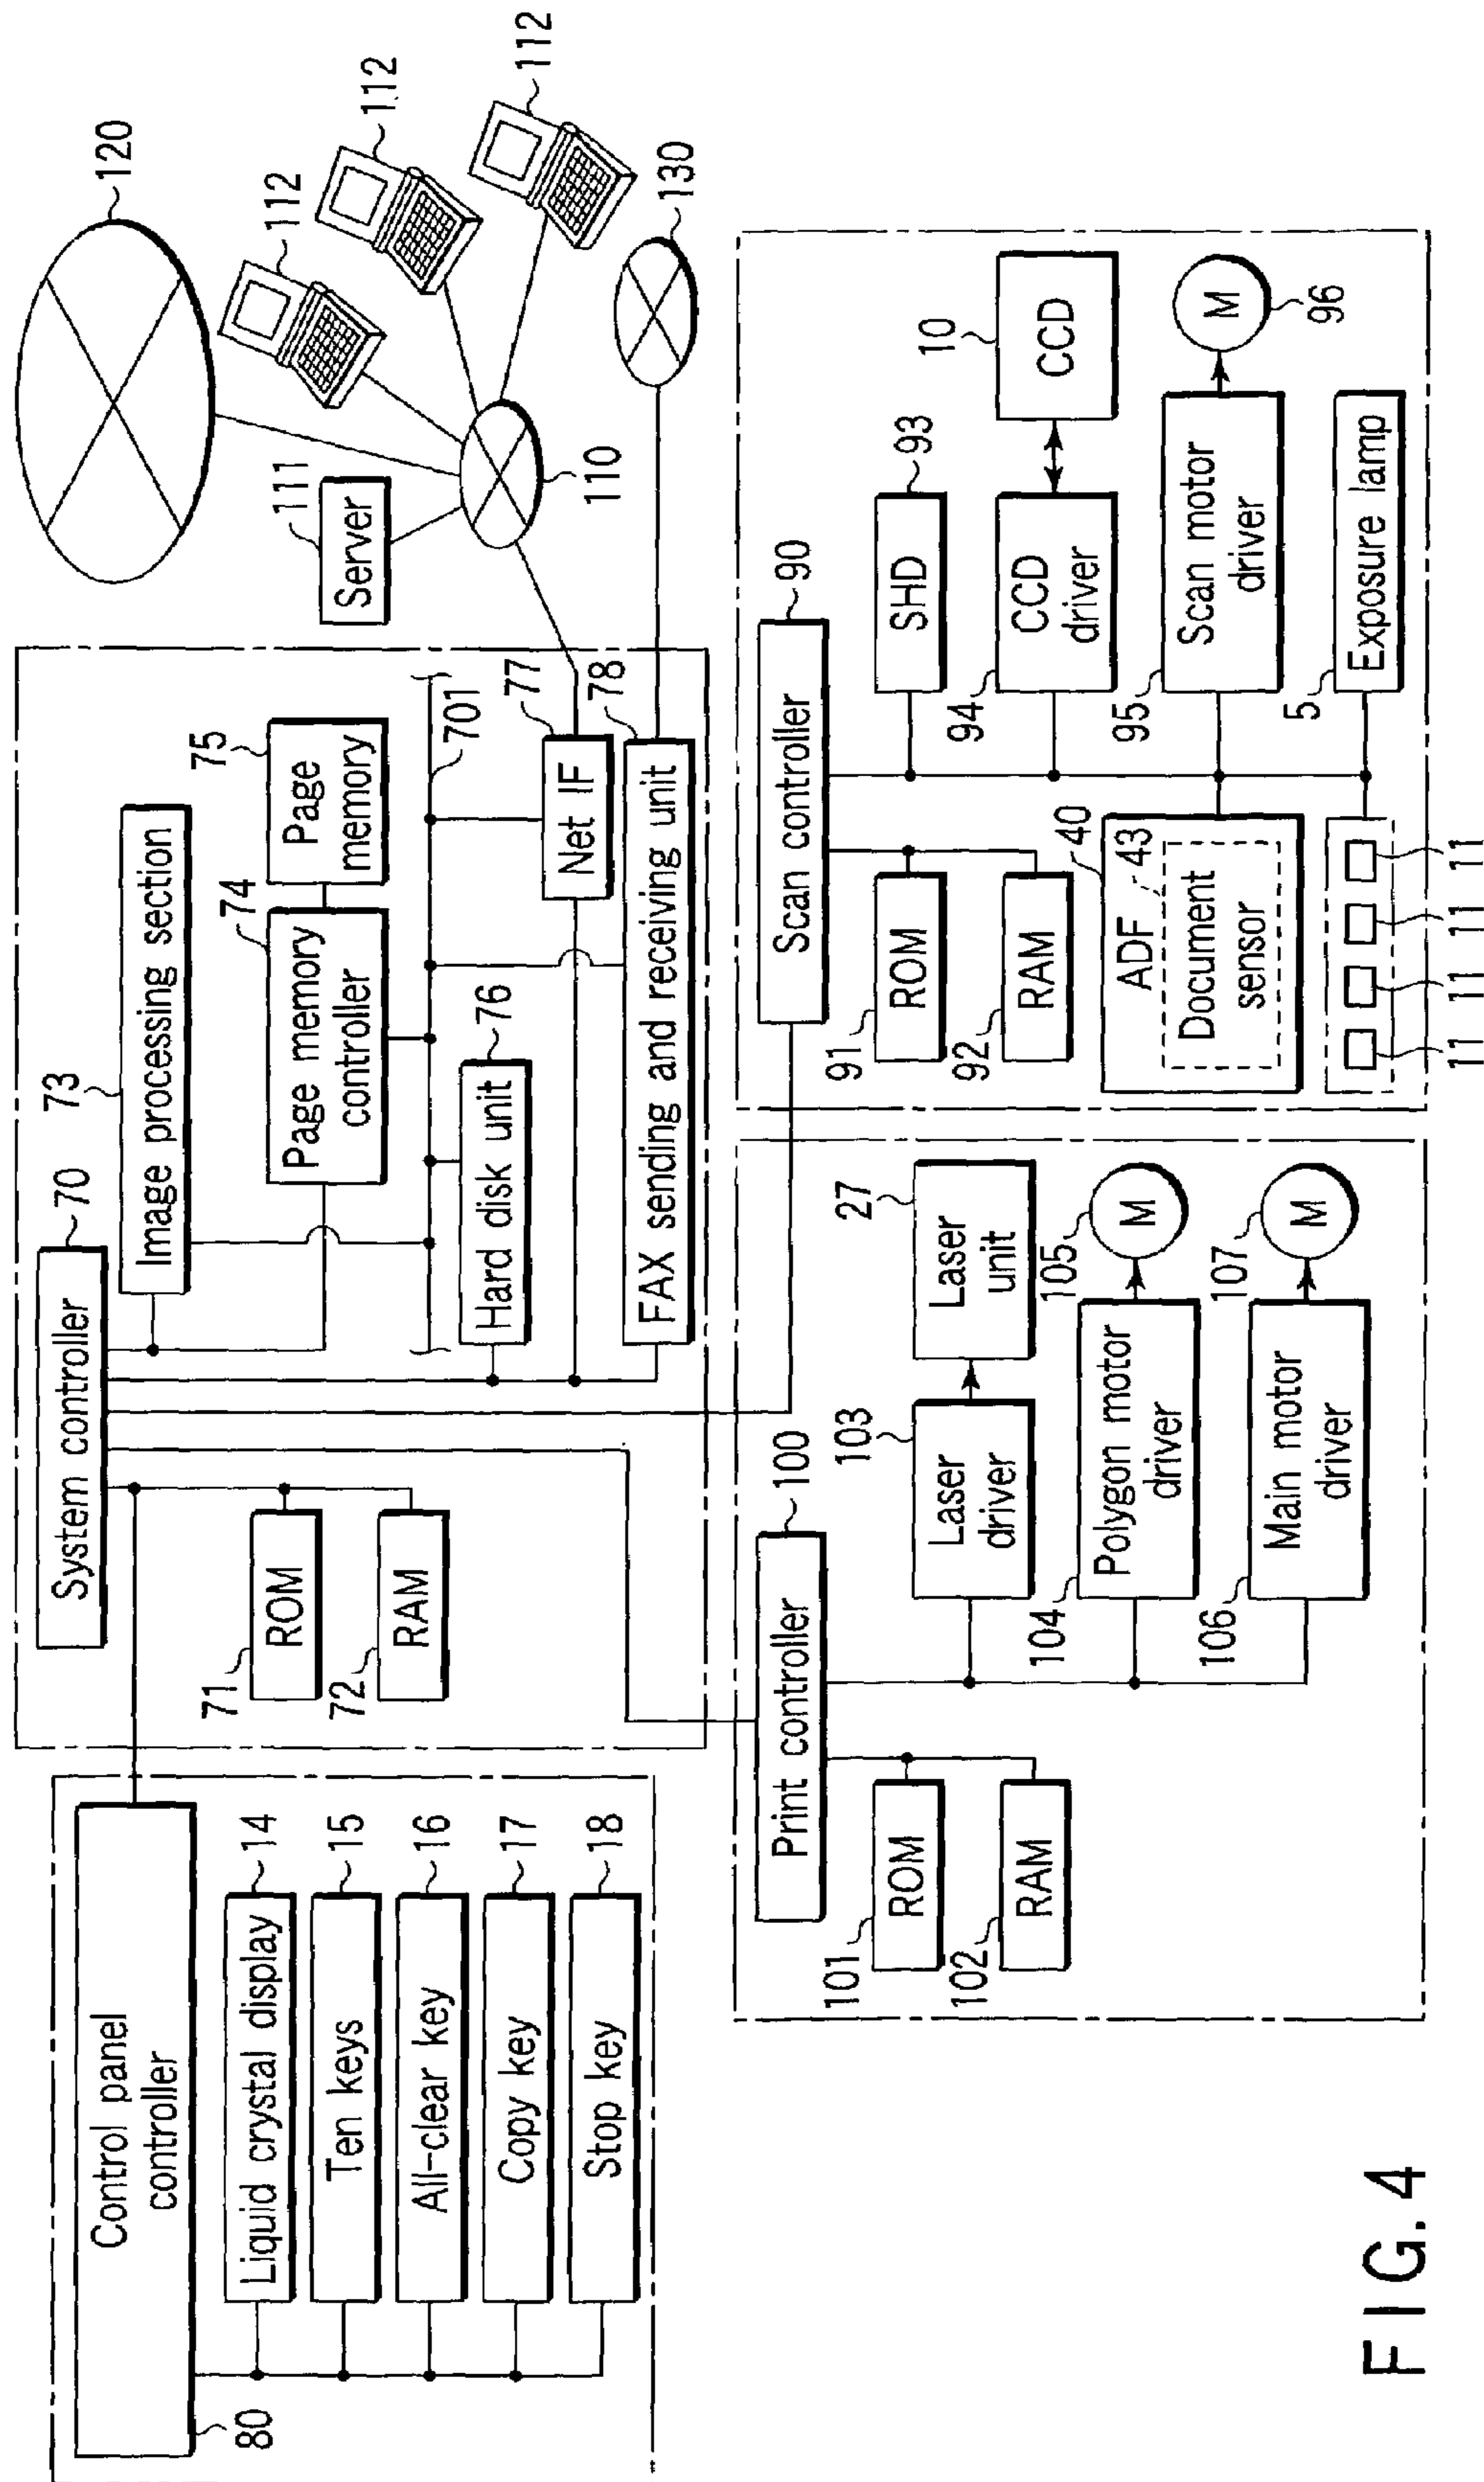 Control panel
controller
80
Liquid crystal display
14
Ten keys
15
All-clear key
16
Copy key
17
Stop key
18
System controller
70
71
ROM
72
RAM
73
Image processing section
74
Page memory
controller
75
Page
memory
701
Hard disk unit
76
77
Net IF
78
FAX sending and receiving unit
111
Server
120
112
112
112
110
130
Print controller
100
101
ROM
102
RAM
103
Laser
driver
27
Laser
unit
104
Polygon motor
driver
105
M
106
Main motor
driver
107
M
Scan controller
90
91
ROM
92
RAM
SHD
93
94
CCD
driver
10
CCD
95
Scan motor
driver
M
96
5
Exposure lamp
40
ADF
43
Document
sensor
11
11
11
11
FIG. 4